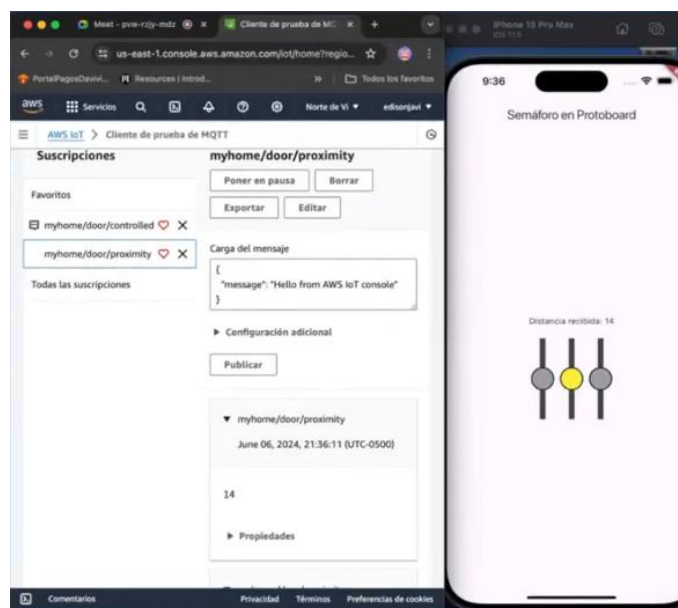 Meet - pvw-rzjy-mdz
Cliente de prueba de MC
us-east-1.console.aws.amazon.com/iot/home?regio...
PortalPagosDavivi...
Resources | Introd...
Todos los favoritos
aws
Servicios
Norte de Vi
edisonjavi
AWS IoT > Cliente de prueba de MQTT
Suscripciones
Favoritos
myhome/door/controlled
myhome/door/proximity
Todas las suscripciones
myhome/door/proximity
Poner en pausa
Borrar
Exportar
Editar
Carga del mensaje
{
"message": "Hello from AWS IoT console"
}
Configuración adicional
Publicar
myhome/door/proximity
June 06, 2024, 21:36:11 (UTC-0500)
14
Propiedades
Comentarios
Privacidad
Términos
Preferencias de cookies
iPhone 15 Pro Max
9:36
Semáforo en Protoboard
Distancia recibida: 14